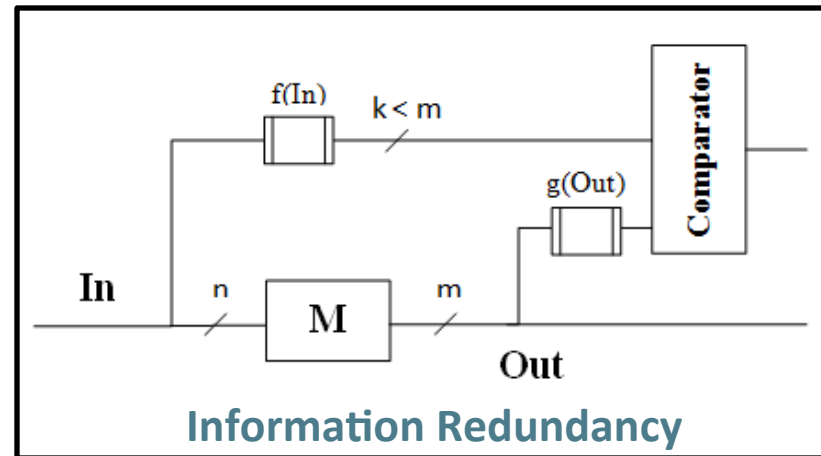 f(In)
k < m
Comparator
g(Out)
In
n
M
m
Out
Information Redundancy